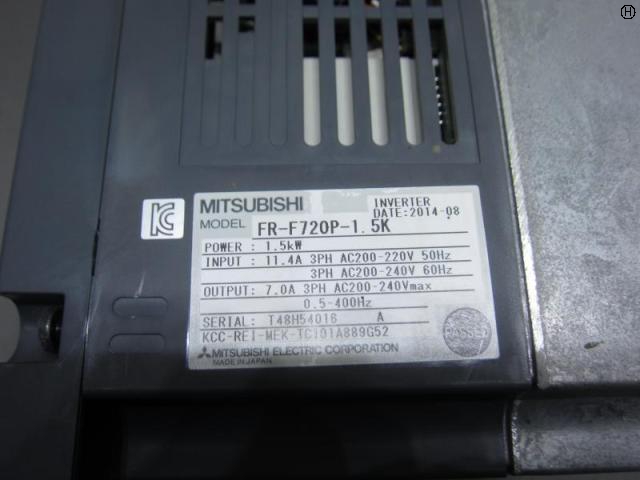 H
KC
MITSUBISHI
INVERTER
MODEL FR-F720P-1.5K
DATE:2014-08
POWER : 1.5kW
INPUT : 11.4A 3PH AC200-220V 50Hz
3PH AC200-240V 60Hz
OUTPUT: 7.0A 3PH AC200-240Vmax
0.5-400Hz
SERIAL: T48H54016 A
KCC-REI-MEK-TC101A889G52
PASSED
MITSUBISHI ELECTRIC CORPORATION
MADE IN JAPAN